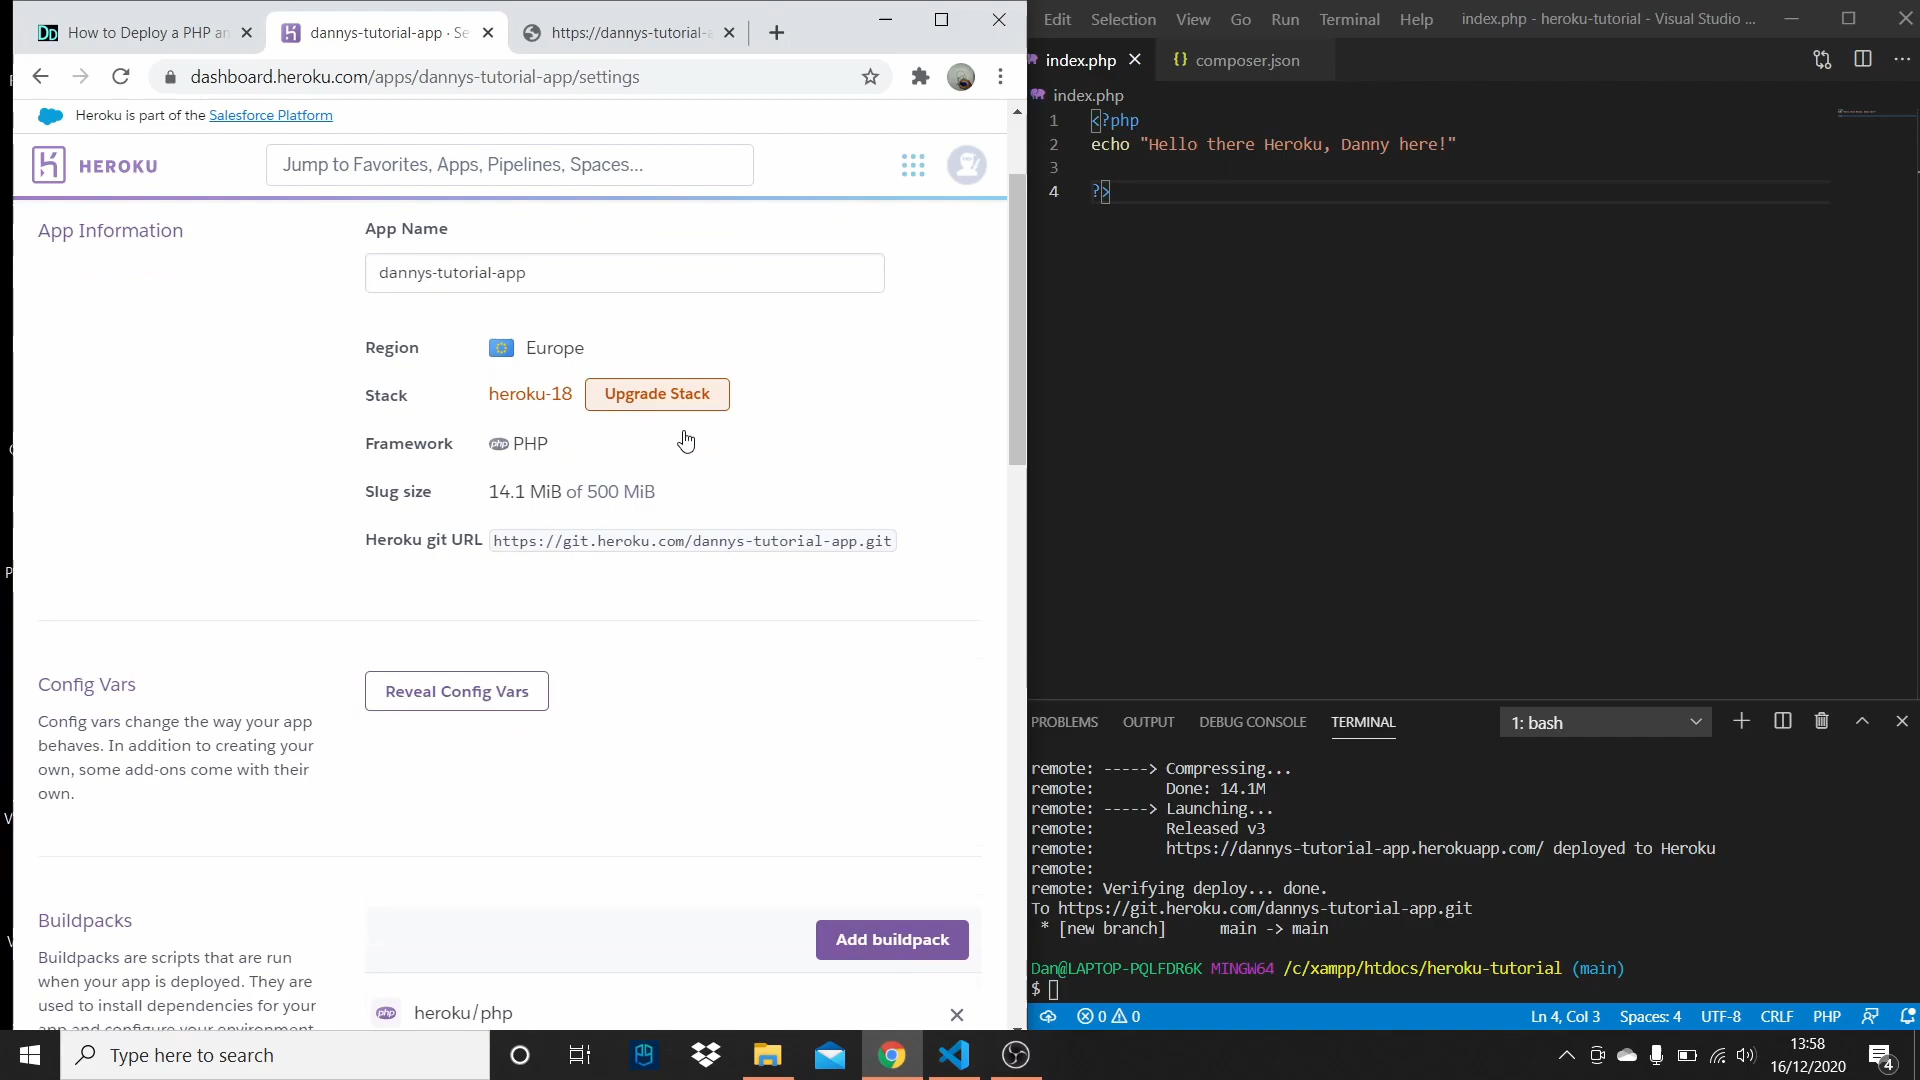 How to Deploy a PHP an
dannys-tutorial-app · Se
https://dannys-tutorial-a
dashboard.heroku.com/apps/dannys-tutorial-app/settings
Heroku is part of the Salesforce Platform
HEROKU
Jump to Favorites, Apps, Pipelines, Spaces...
App Information
App Name
dannys-tutorial-app
Region
Europe
Stack
heroku-18
Upgrade Stack
Framework
php PHP
Slug size
14.1 MiB of 500 MiB
Heroku git URL
https://git.heroku.com/dannys-tutorial-app.git
Config Vars
Reveal Config Vars
Config vars change the way your app
behaves. In addition to creating your
own, some add-ons come with their
own.
Buildpacks
Add buildpack
Buildpacks are scripts that are run
when your app is deployed. They are
used to install dependencies for your
app and configure your environment
php heroku/php
Edit Selection View Go Run Terminal Help
index.php - heroku-tutorial - Visual Studio ...
index.php
{} composer.json
index.php
1 <?php
2 echo "Hello there Heroku, Danny here!"
3
4 ?>
PROBLEMS OUTPUT DEBUG CONSOLE TERMINAL
1: bash
remote: -----> Compressing...
remote: Done: 14.1M
remote: -----> Launching...
remote: Released v3
remote: https://dannys-tutorial-app.herokuapp.com/ deployed to Heroku
remote:
remote: Verifying deploy... done.
To https://git.heroku.com/dannys-tutorial-app.git
* [new branch] main -> main
Dan@LAPTOP-PQLFDR6K MINGW64 /c/xampp/htdocs/heroku-tutorial (main)
$
0 0
Ln 4, Col 3 Spaces: 4 UTF-8 CRLF PHP
Type here to search
13:58
16/12/2020
4